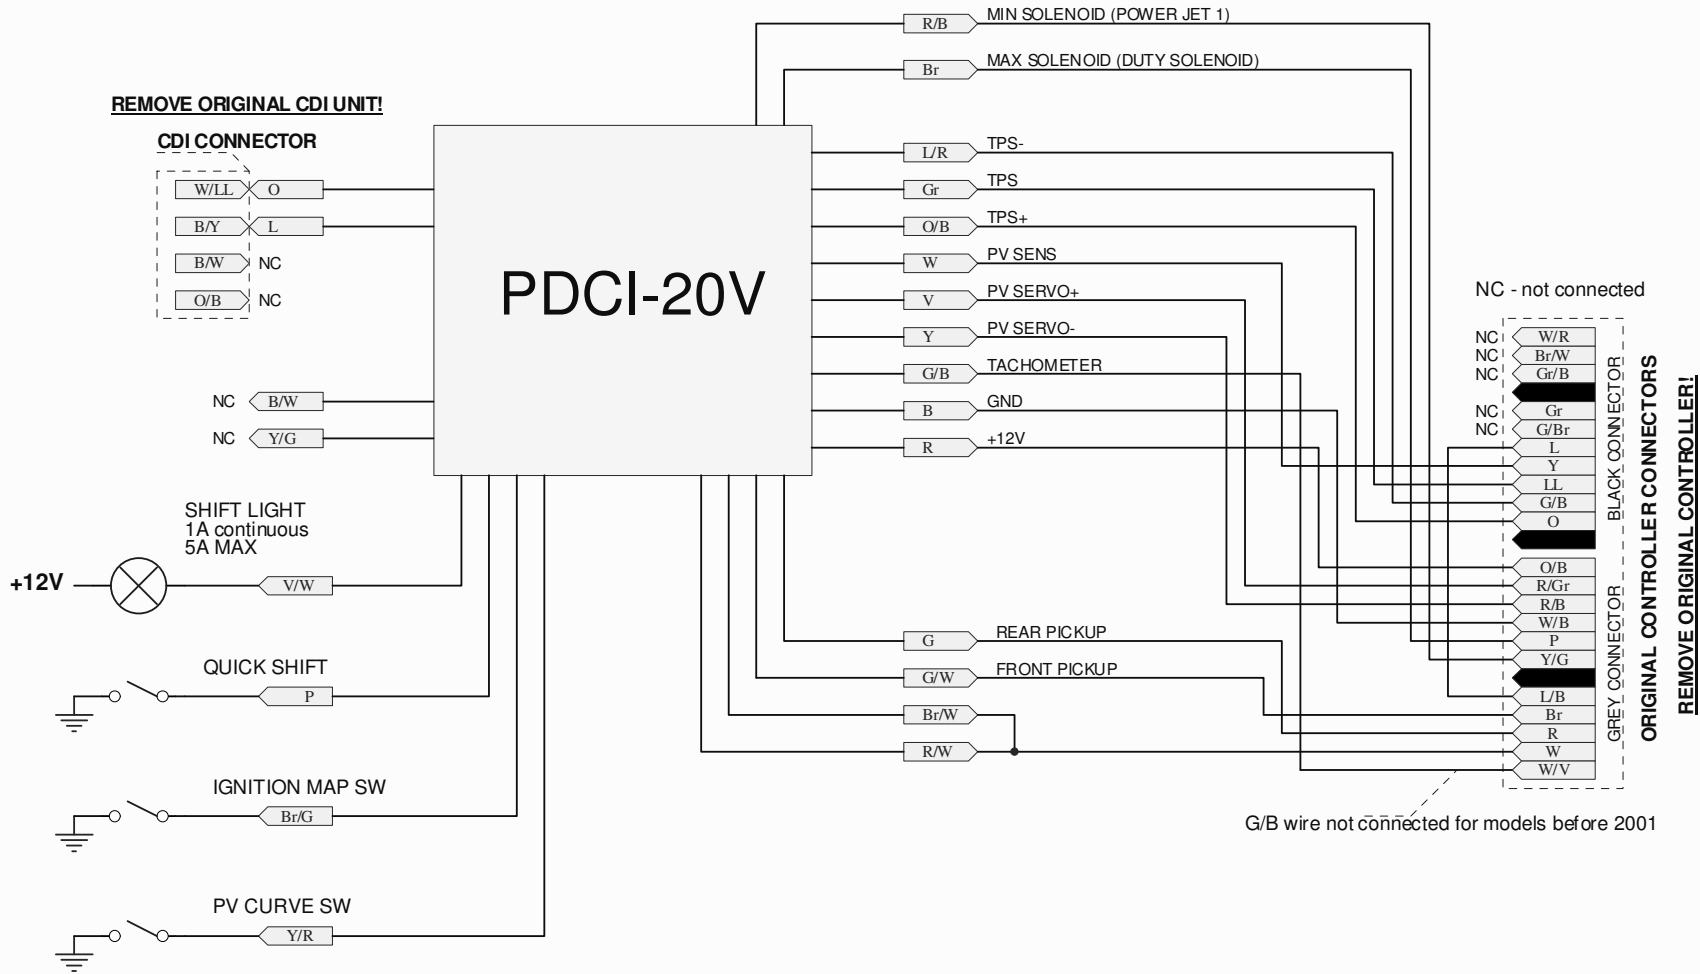 R/B MIN SOLENOID (POWER JET 1)
Br MAX SOLENOID (DUTY SOLENOID)
REMOVE ORIGINAL CDI UNIT!
CDI CONNECTOR
W/LL O
B/Y L
B/W NC
O/B NC
NC B/W
NC Y/G
PDCI-20V
L/R TPS-
Gr TPS
O/B TPS+
W PV SENS
V PV SERVO+
Y PV SERVO-
G/B TACHOMETER
B GND
R +12V
SHIFT LIGHT
1A continuous
5A MAX
+12V
V/W
QUICK SHIFT
P
IGNITION MAP SW
Br/G
PV CURVE SW
Y/R
G REAR PICKUP
G/W FRONT PICKUP
Br/W
R/W
NC - not connected
NC W/R
NC Br/W
NC Gr/B
NC Gr
NC G/Br
L
Y
LL
G/B
O
BLACK CONNECTOR
O/B
R/Gr
R/B
W/B
P
Y/G
L/B
Br
R
W
W/V
GREY CONNECTOR
ORIGINAL CONTROLLER CONNECTORS
REMOVE ORIGINAL CONTROLLER!
G/B wire not connected for models before 2001